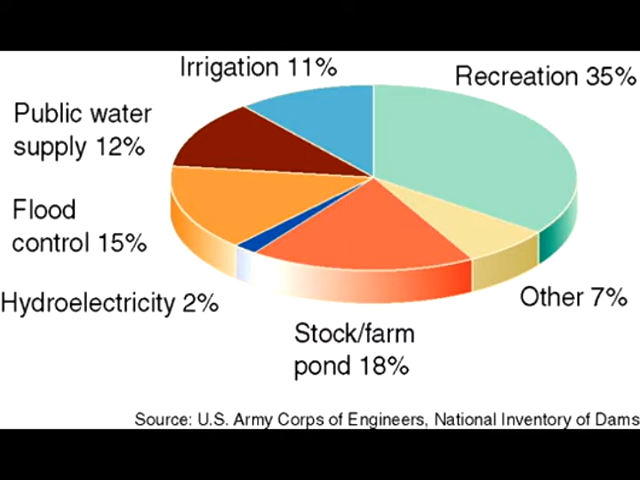 Irrigation 11%
Recreation 35%
Public water
supply 12%
Flood
control 15%
Hydroelectricity 2%
Other 7%
Stock/farm
pond 18%
Source: U.S. Army Corps of Engineers, National Inventory of Dams